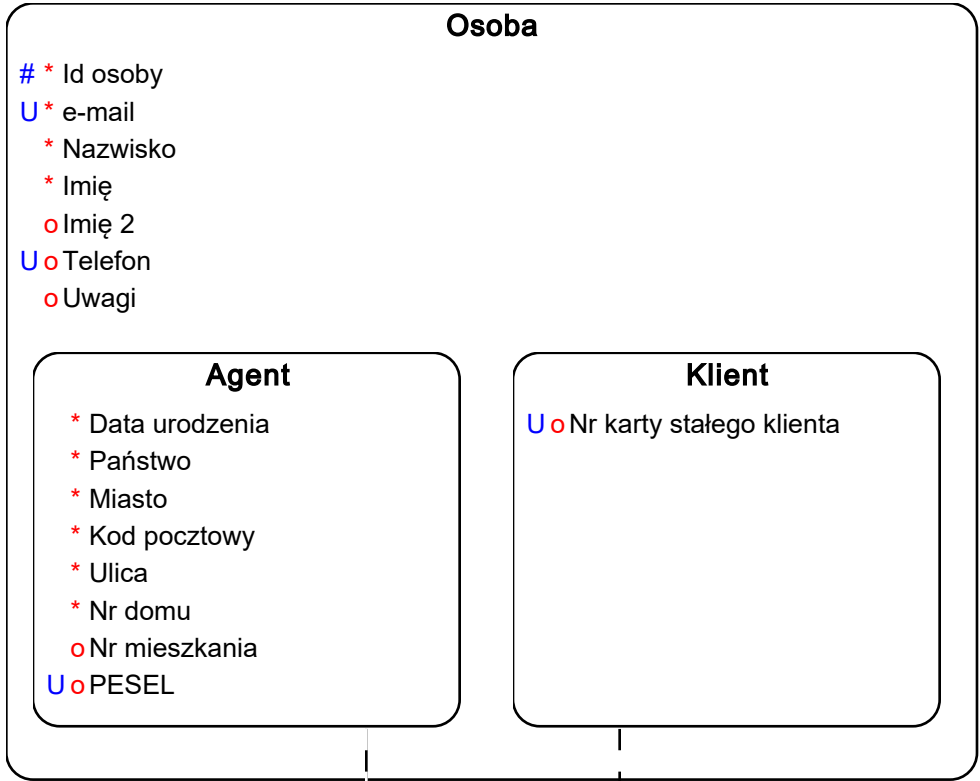 Osoba
# * Id osoby
U * e-mail
* Nazwisko
* Imię
o Imię 2
U o Telefon
o Uwagi
Agent
* Data urodzenia
* Państwo
* Miasto
* Kod pocztowy
* Ulica
* Nr domu
o Nr mieszkania
U o PESEL
Klient
U o Nr karty stałego klienta